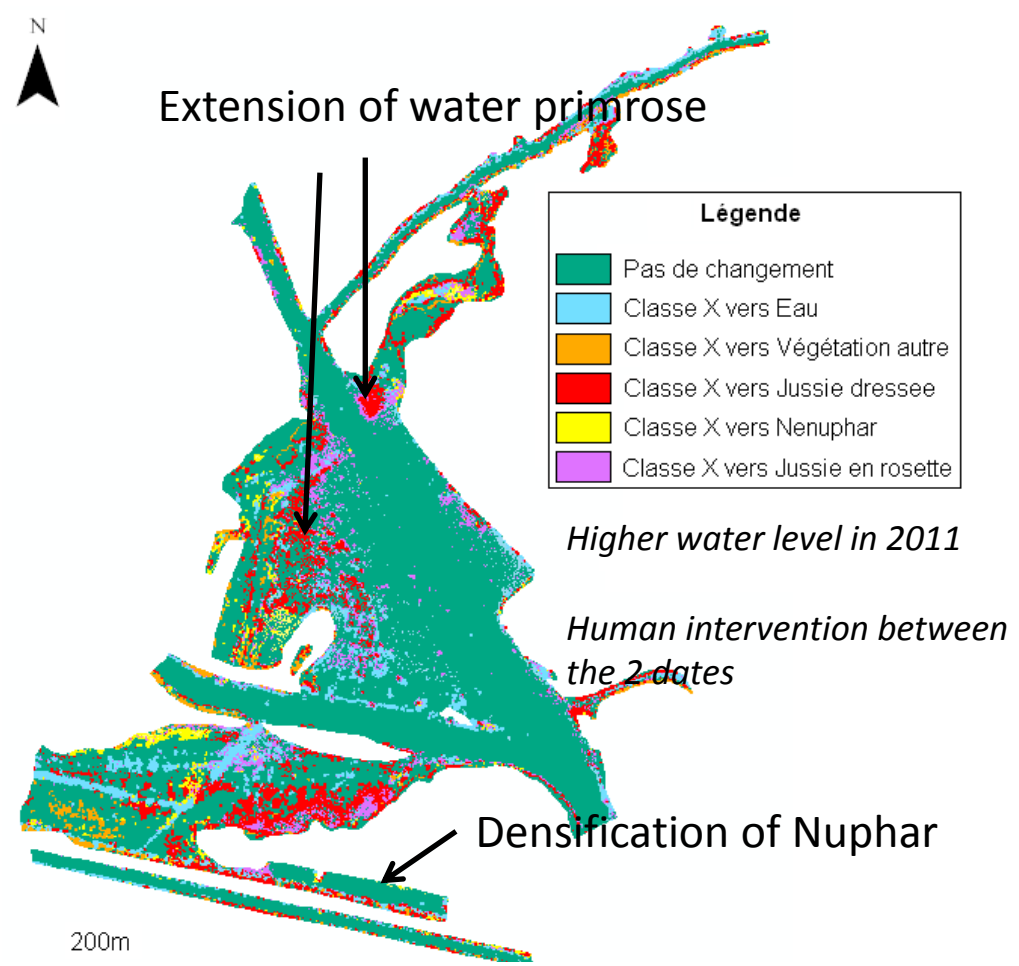 N
Extension of water primrose
Légende
Pas de changement
Classe X vers Eau
Classe X vers Végétation autre
Classe X vers Jussie dressee
Classe X vers Nenuphar
Classe X vers Jussie en rosette
Higher water level in 2011
Human intervention between
the 2 dates
Densification of Nuphar
200m